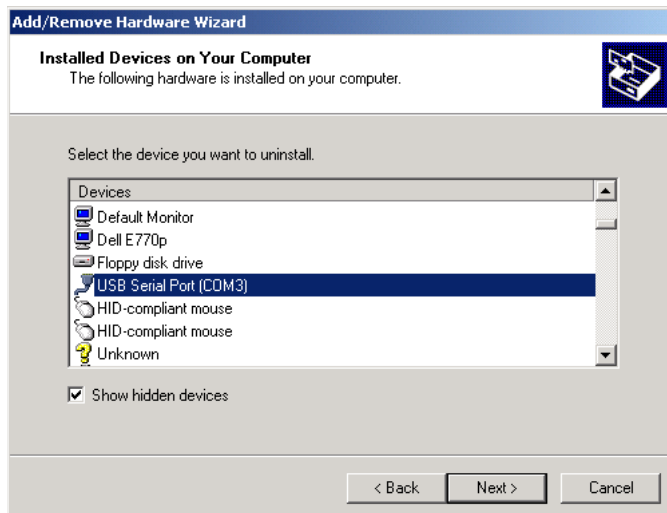 Add/Remove Hardware Wizard
Installed Devices on Your Computer
The following hardware is installed on your computer.
Select the device you want to uninstall.
Devices
Default Monitor
Dell E770p
Floppy disk drive
USB Serial Port (COM3)
HID-compliant mouse
HID-compliant mouse
Unknown
Show hidden devices
< Back
Next >
Cancel